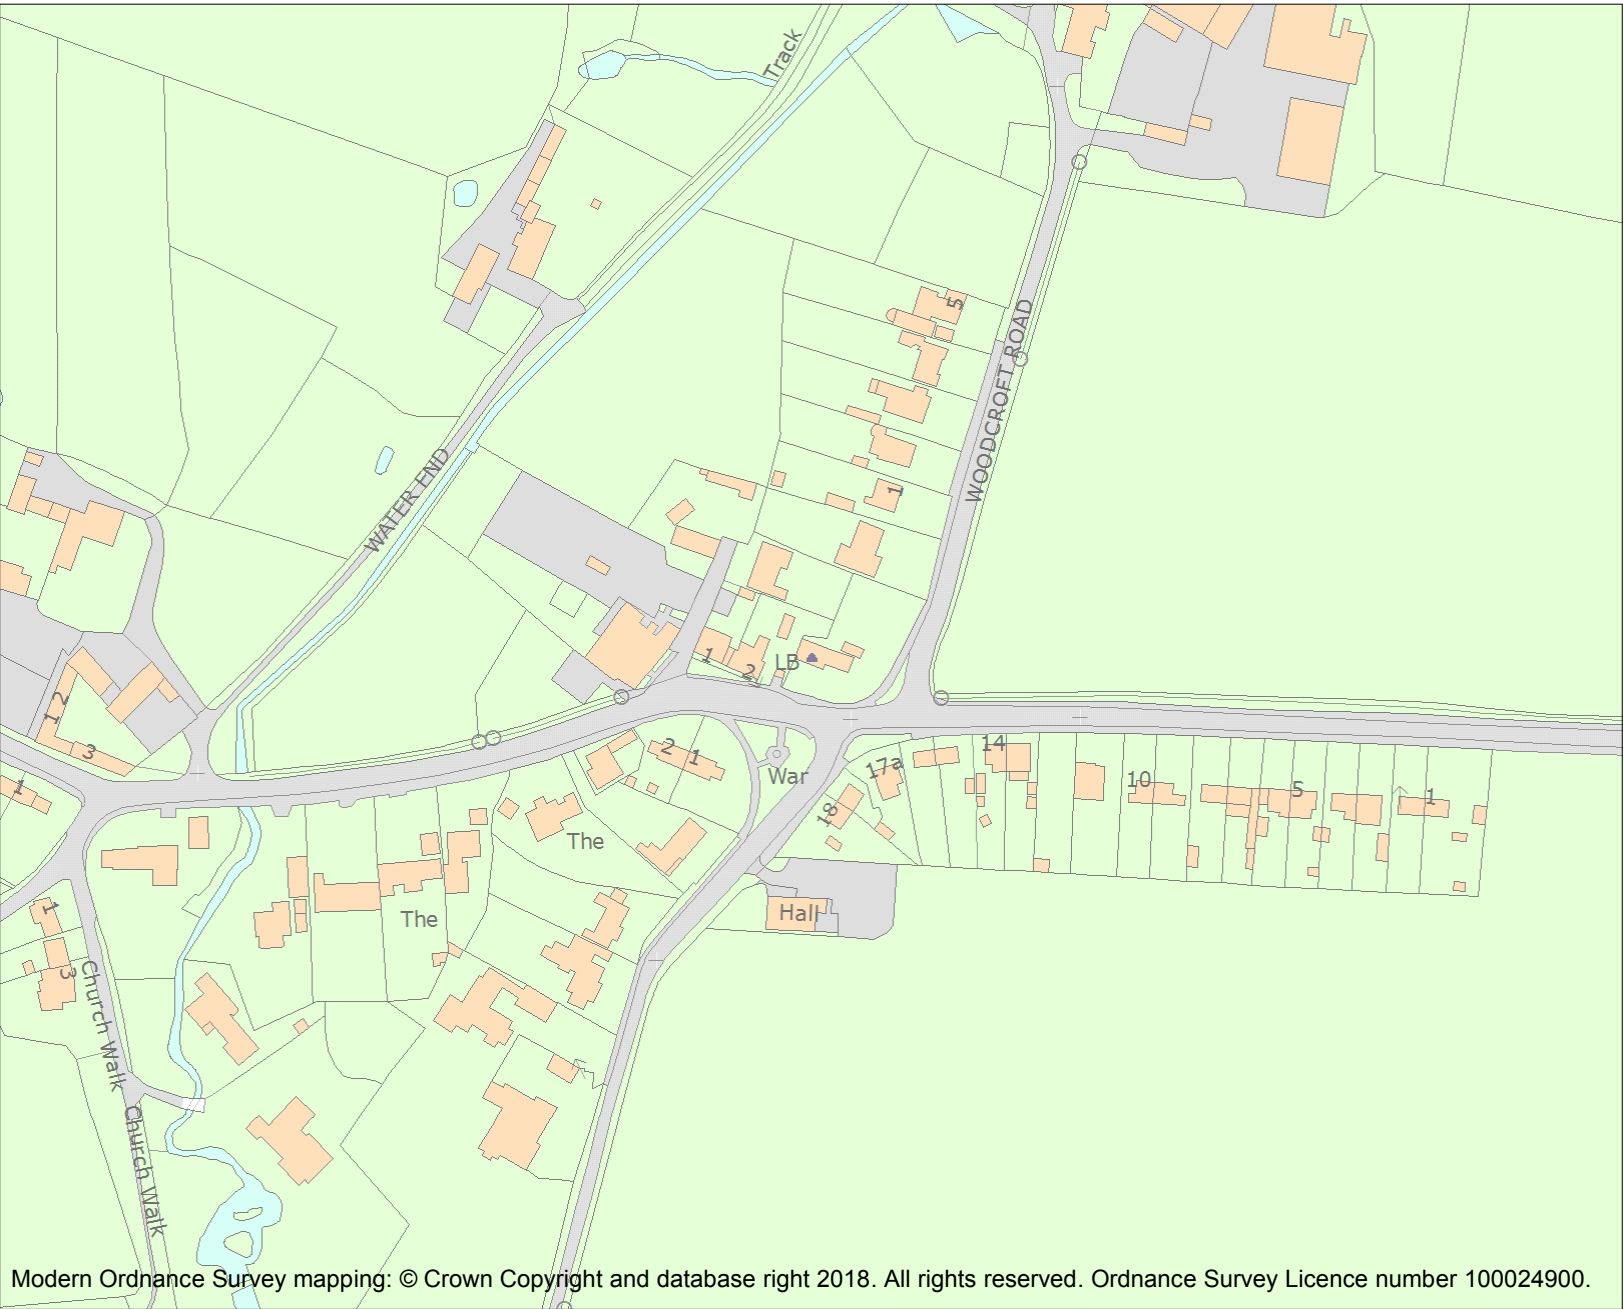 Track
5
WOODCROFT ROAD
WATER END
1
1
2
LB
1 2
3
1
2 1
War
The
The
14
17a
18
10
5
1
Hall
1
3
Church Walk
Church Walk
Modern Ordnance Survey mapping: © Crown Copyright and database right 2018. All rights reserved. Ordnance Survey Licence number 100024900.